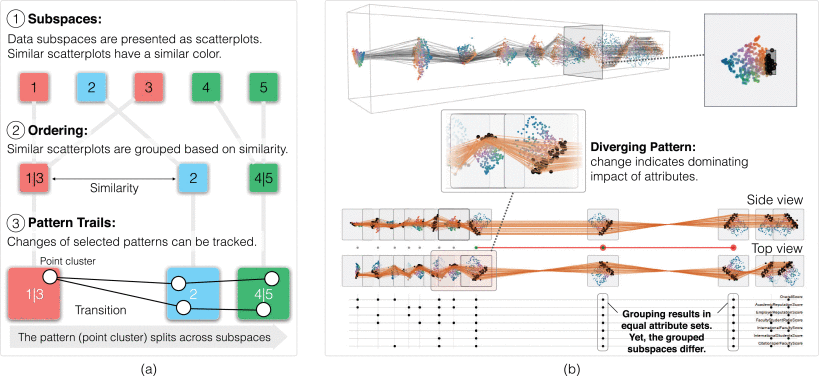 1 Subspaces:
Data subspaces are presented as scatterplots.
Similar scatterplots have a similar color.
1 2 3 4 5
2 Ordering:
Similar scatterplots are grouped based on similarity.
1|3 2 4|5
Similarity
3 Pattern Trails:
Changes of selected patterns can be tracked.
Point cluster
1|3 2 4|5
Transition
The pattern (point cluster) splits across subspaces
(a)
Diverging Pattern:
change indicates dominating
impact of attributes.
Side view
Top view
OverallScore
AcademicReputationScore
EmployerReputationScore
FacultyStudentRatioScore
InternationalFacultyScore
InternationalStudentsScore
CitationsperFacultyScore
Grouping results in
equal attribute sets.
Yet, the grouped
subspaces differ.
(b)